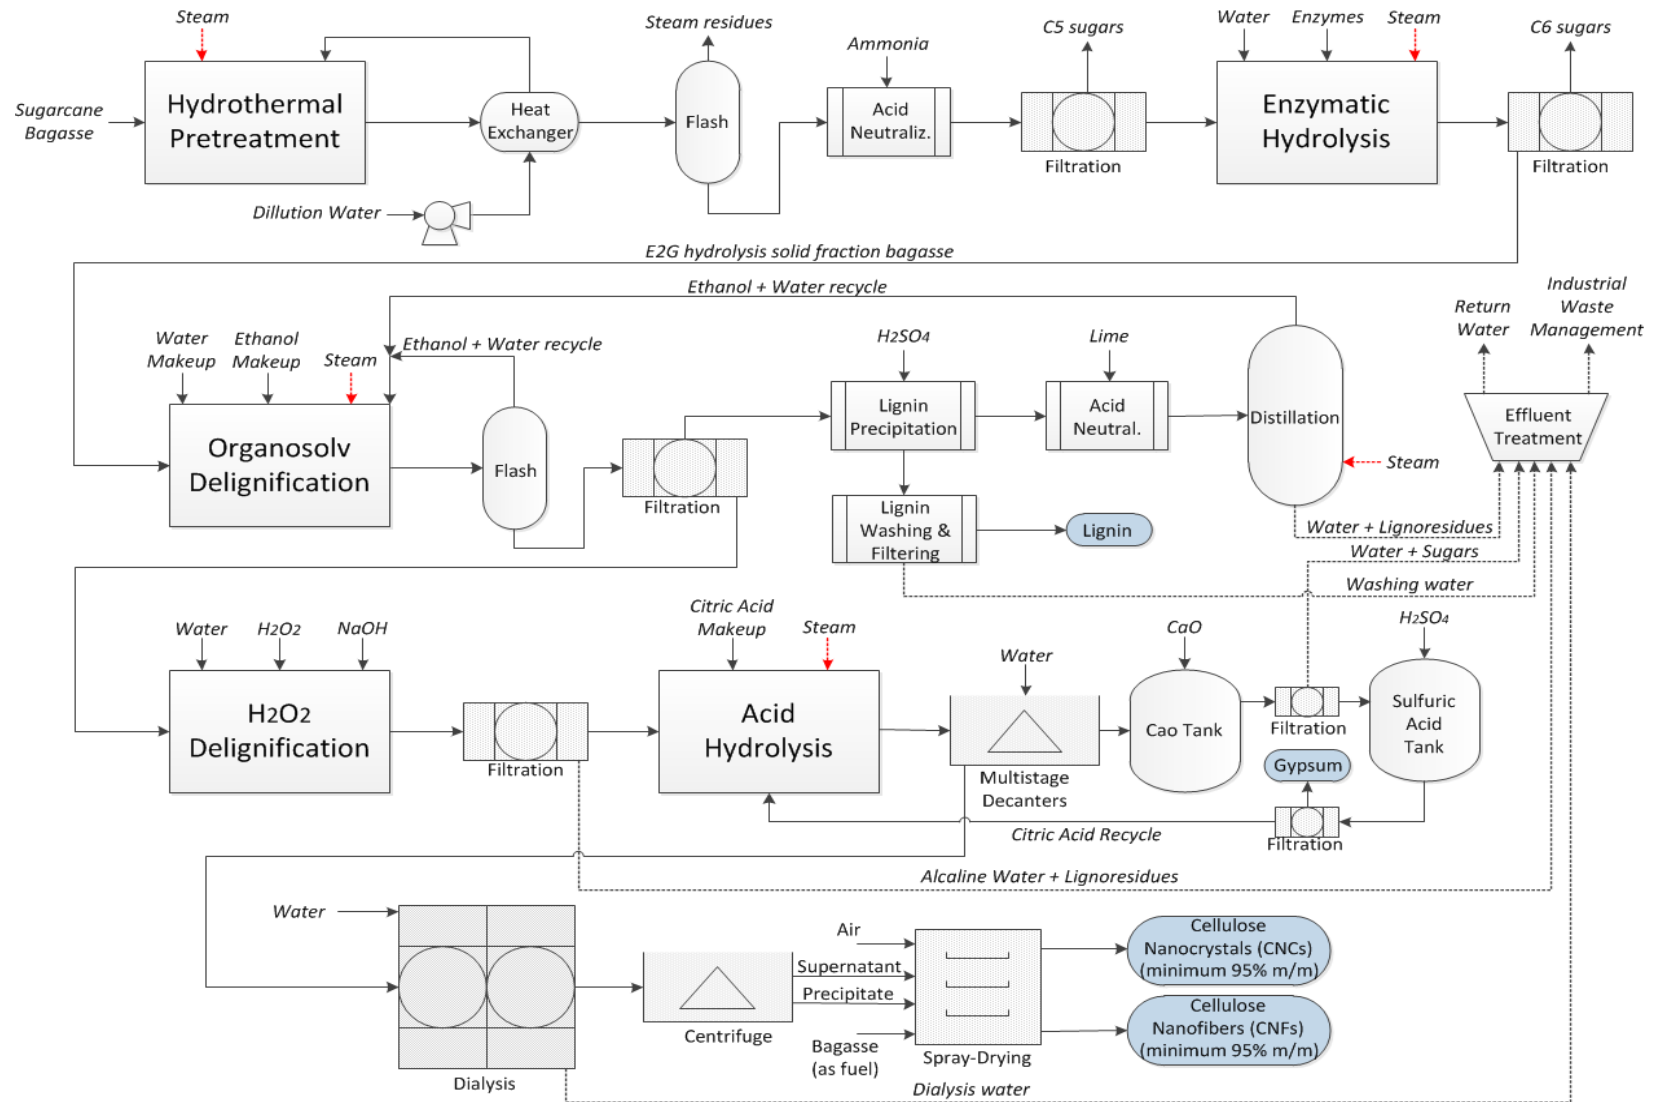 Steam
Steam residues
Ammonia
C5 sugars
Water
Enzymes
Steam
C6 sugars
Sugarcane
Bagasse
Hydrothermal
Pretreatment
Heat
Exchanger
Flash
Acid
Neutraliz.
Filtration
Enzymatic
Hydrolysis
Filtration
Dillution Water
E2G hydrolysis solid fraction bagasse
Ethanol + Water recycle
Water
Makeup
Ethanol
Makeup
Steam
Ethanol + Water recycle
H2SO4
Lime
Return
Water
Industrial
Waste
Management
Organosolv
Delignification
Flash
Filtration
Lignin
Precipitation
Acid
Neutral.
Distillation
Steam
Effluent
Treatment
Lignin
Washing &
Filtering
Lignin
Water + Lignoresidues
Water + Sugars
Washing water
Water
H2O2
NaOH
Citric Acid
Makeup
Steam
Water
CaO
H2SO4
H2O2
Delignification
Filtration
Acid
Hydrolysis
Multistage
Decanters
Cao Tank
Filtration
Sulfuric
Acid
Tank
Gypsum
Filtration
Citric Acid Recycle
Alcaline Water + Lignoresidues
Water
Dialysis
Centrifuge
Air
Supernatant
Precipitate
Bagasse
(as fuel)
Spray-Drying
Cellulose
Nanocrystals (CNCs)
(minimum 95% m/m)
Cellulose
Nanofibers (CNFs)
(minimum 95% m/m)
Dialysis water